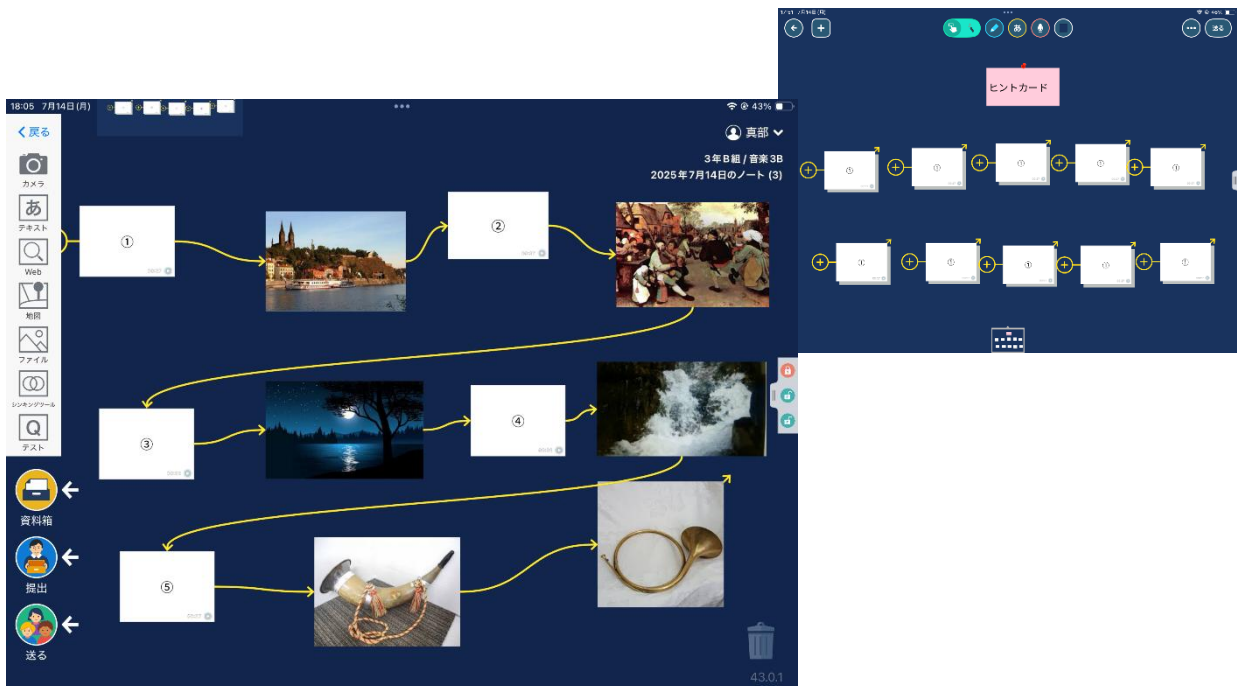 18:05 7月14日(月)
43%
戻る
真部
3年B組 / 音楽3B
2025年7月14日のノート (3)
カメラ
あ
テキスト
Web
地図
ファイル
シンキングツール
Q
テスト
資料箱
提出
送る
①
②
③
④
⑤
43.0.1
あ
送る
ヒントカード